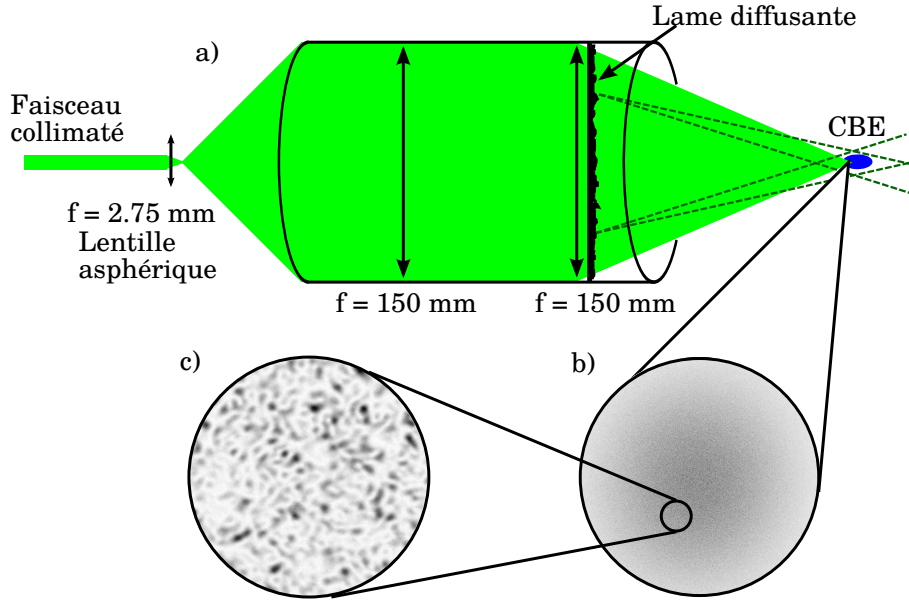 a)
Lame diffusante
Faisceau
collimaté
CBE
f = 2.75 mm
Lentille
asphérique
f = 150 mm
f = 150 mm
c)
b)